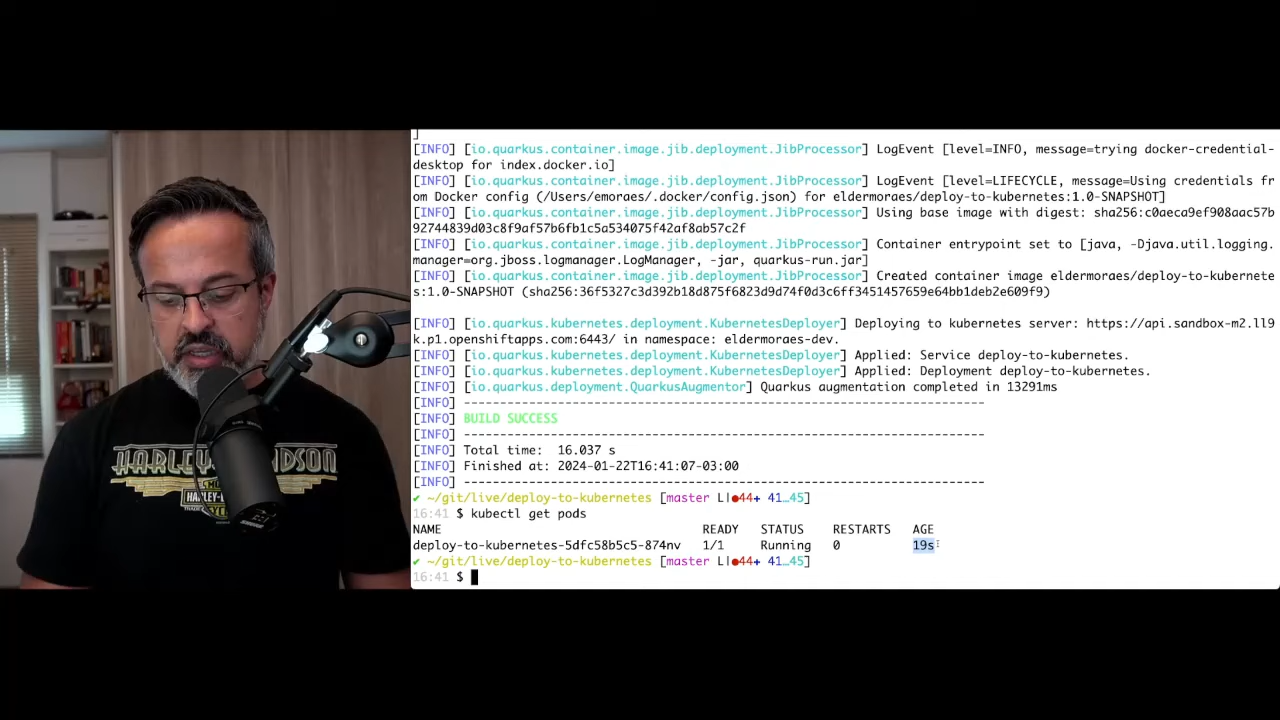 ]
[INFO] [io.quarkus.container.image.jib.deployment.JibProcessor] LogEvent [level=INFO, message=trying docker-credential-
desktop for index.docker.io]
[INFO] [io.quarkus.container.image.jib.deployment.JibProcessor] LogEvent [level=LIFECYCLE, message=Using credentials fr
om Docker config (/Users/emoraes/.docker/config.json) for eldermoraes/deploy-to-kubernetes:1.0-SNAPSHOT]
[INFO] [io.quarkus.container.image.jib.deployment.JibProcessor] Using base image with digest: sha256:c0aeca9ef908aac57b
92744839d03c8f9af57b6fb1c5a534075f42af8ab57c2f
[INFO] [io.quarkus.container.image.jib.deployment.JibProcessor] Container entrypoint set to [java, -Djava.util.logging.
manager=org.jboss.logmanager.LogManager, -jar, quarkus-run.jar]
[INFO] [io.quarkus.container.image.jib.deployment.JibProcessor] Created container image eldermoraes/deploy-to-kubernete
s:1.0-SNAPSHOT (sha256:36f5327c3d392b18d875f6823d9d74f0d3c6ff3451457659e64bb1deb2e609f9)
[INFO] [io.quarkus.kubernetes.deployment.KubernetesDeployer] Deploying to kubernetes server: https://api.sandbox-m2.ll9
k.p1.openshiftapps.com:6443/ in namespace: eldermoraes-dev.
[INFO] [io.quarkus.kubernetes.deployment.KubernetesDeployer] Applied: Service deploy-to-kubernetes.
[INFO] [io.quarkus.kubernetes.deployment.KubernetesDeployer] Applied: Deployment deploy-to-kubernetes.
[INFO] [io.quarkus.deployment.QuarkusAugmentor] Quarkus augmentation completed in 13291ms
[INFO] ------------------------------------------------------------------------
[INFO] BUILD SUCCESS
[INFO] ------------------------------------------------------------------------
[INFO] Total time:  16.037 s
[INFO] Finished at: 2024-01-22T16:41:07-03:00
[INFO] ------------------------------------------------------------------------
✔ ~/git/live/deploy-to-kubernetes [master L|●44+ 41…45]
16:41 $ kubectl get pods
NAME READY STATUS RESTARTS AGE
deploy-to-kubernetes-5dfc58b5c5-874nv 1/1 Running 0 19s
✔ ~/git/live/deploy-to-kubernetes [master L|●44+ 41…45]
16:41 $
HARLEY-DAVIDSON